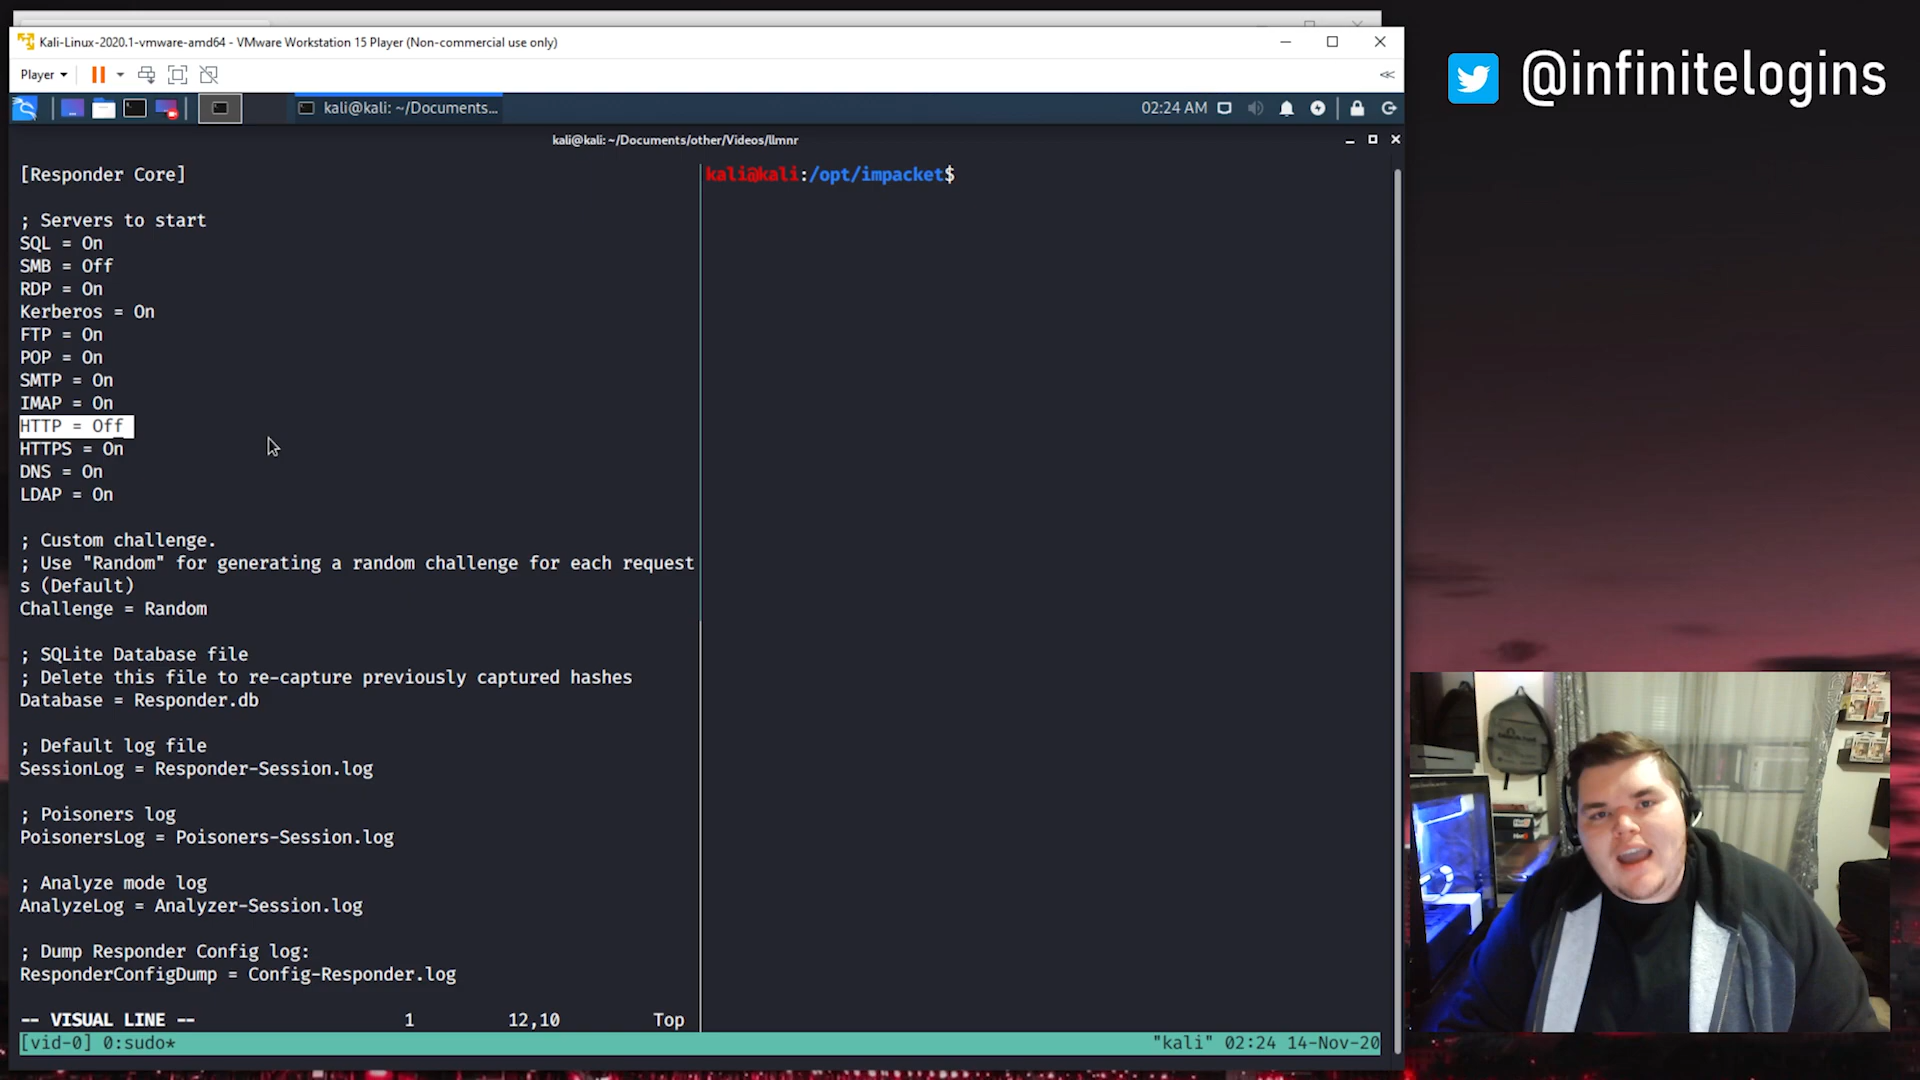 Kali-Linux-2020.1-vmware-amd64 - VMware Workstation 15 Player (Non-commercial use only)
@infinitelogins
Player
kali@kali: ~/Documents...
02:24 AM
kali@kali: ~/Documents/other/Videos/llmnr
[Responder Core]
; Servers to start
SQL = On
SMB = Off
RDP = On
Kerberos = On
FTP = On
POP = On
SMTP = On
IMAP = On
HTTP = Off
HTTPS = On
DNS = On
LDAP = On
; Custom challenge.
; Use "Random" for generating a random challenge for each request
s (Default)
Challenge = Random
; SQLite Database file
; Delete this file to re-capture previously captured hashes
Database = Responder.db
; Default log file
SessionLog = Responder-Session.log
; Poisoners log
PoisonersLog = Poisoners-Session.log
; Analyze mode log
AnalyzeLog = Analyzer-Session.log
; Dump Responder Config log:
ResponderConfigDump = Config-Responder.log
-- VISUAL LINE -- 1 12,10 Top
kali@kali:/opt/impacket$
[vid-0] 0:sudo* "kali" 02:24 14-Nov-20